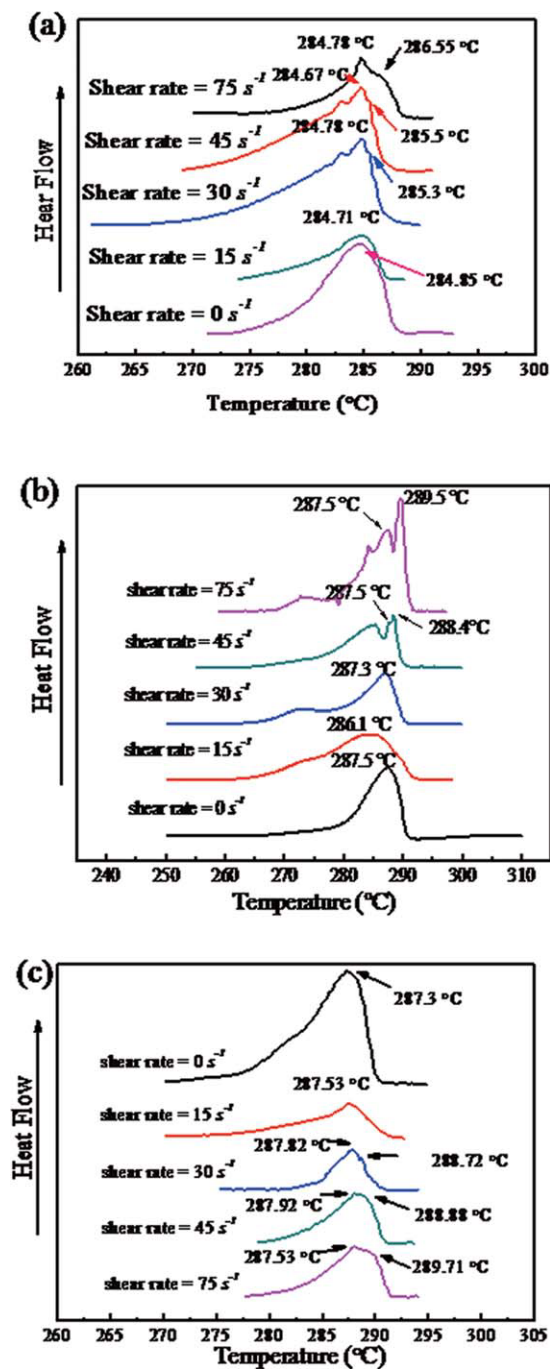 (a)
284.78 °C
286.55 °C
Shear rate = 75 s⁻¹
284.67 °C
Shear rate = 45 s⁻¹
284.78 °C
285.5 °C
Shear rate = 30 s⁻¹
285.3 °C
284.71 °C
Shear rate = 15 s⁻¹
284.85 °C
Shear rate = 0 s⁻¹
Hear Flow
260 265 270 275 280 285 290 295 300
Temperature (°C)
(b)
289.5 °C
287.5 °C
shear rate = 75 s⁻¹
287.5 °C
288.4°C
shear rate = 45 s⁻¹
287.3 °C
shear rate = 30 s⁻¹
286.1 °C
shear rate = 15 s⁻¹
287.5 °C
shear rate = 0 s⁻¹
Heat Flow
240 250 260 270 280 290 300 310
Temperature (°C)
(c)
287.3 °C
shear rate = 0 s⁻¹
287.53 °C
shear rate = 15 s⁻¹
287.82 °C
288.72 °C
shear rate = 30 s⁻¹
287.92 °C
288.88 °C
shear rate = 45 s⁻¹
287.53 °C
289.71 °C
shear rate = 75 s⁻¹
Heat Flow
260 265 270 275 280 285 290 295 300
Temperature (°C)